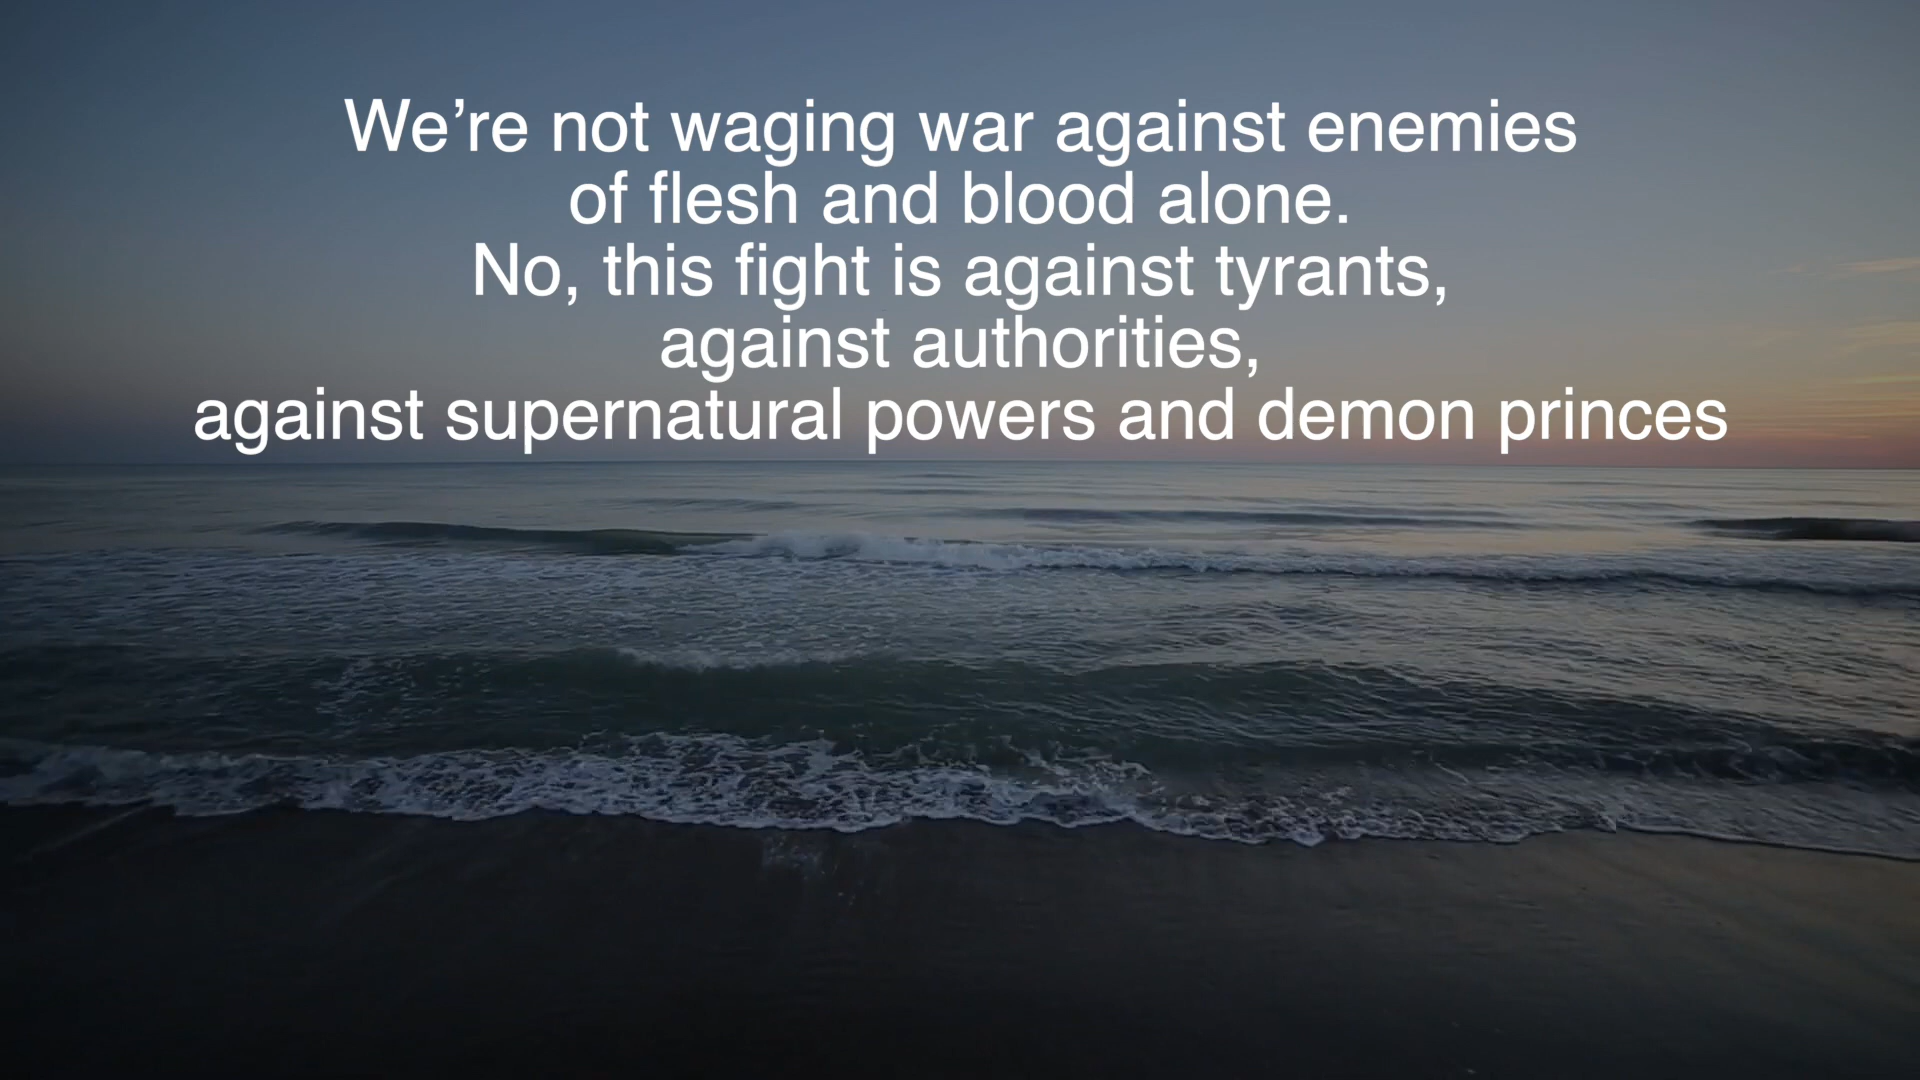 We’re not waging war against enemies
of flesh and blood alone.
No, this fight is against tyrants,
against authorities,
against supernatural powers and demon princes